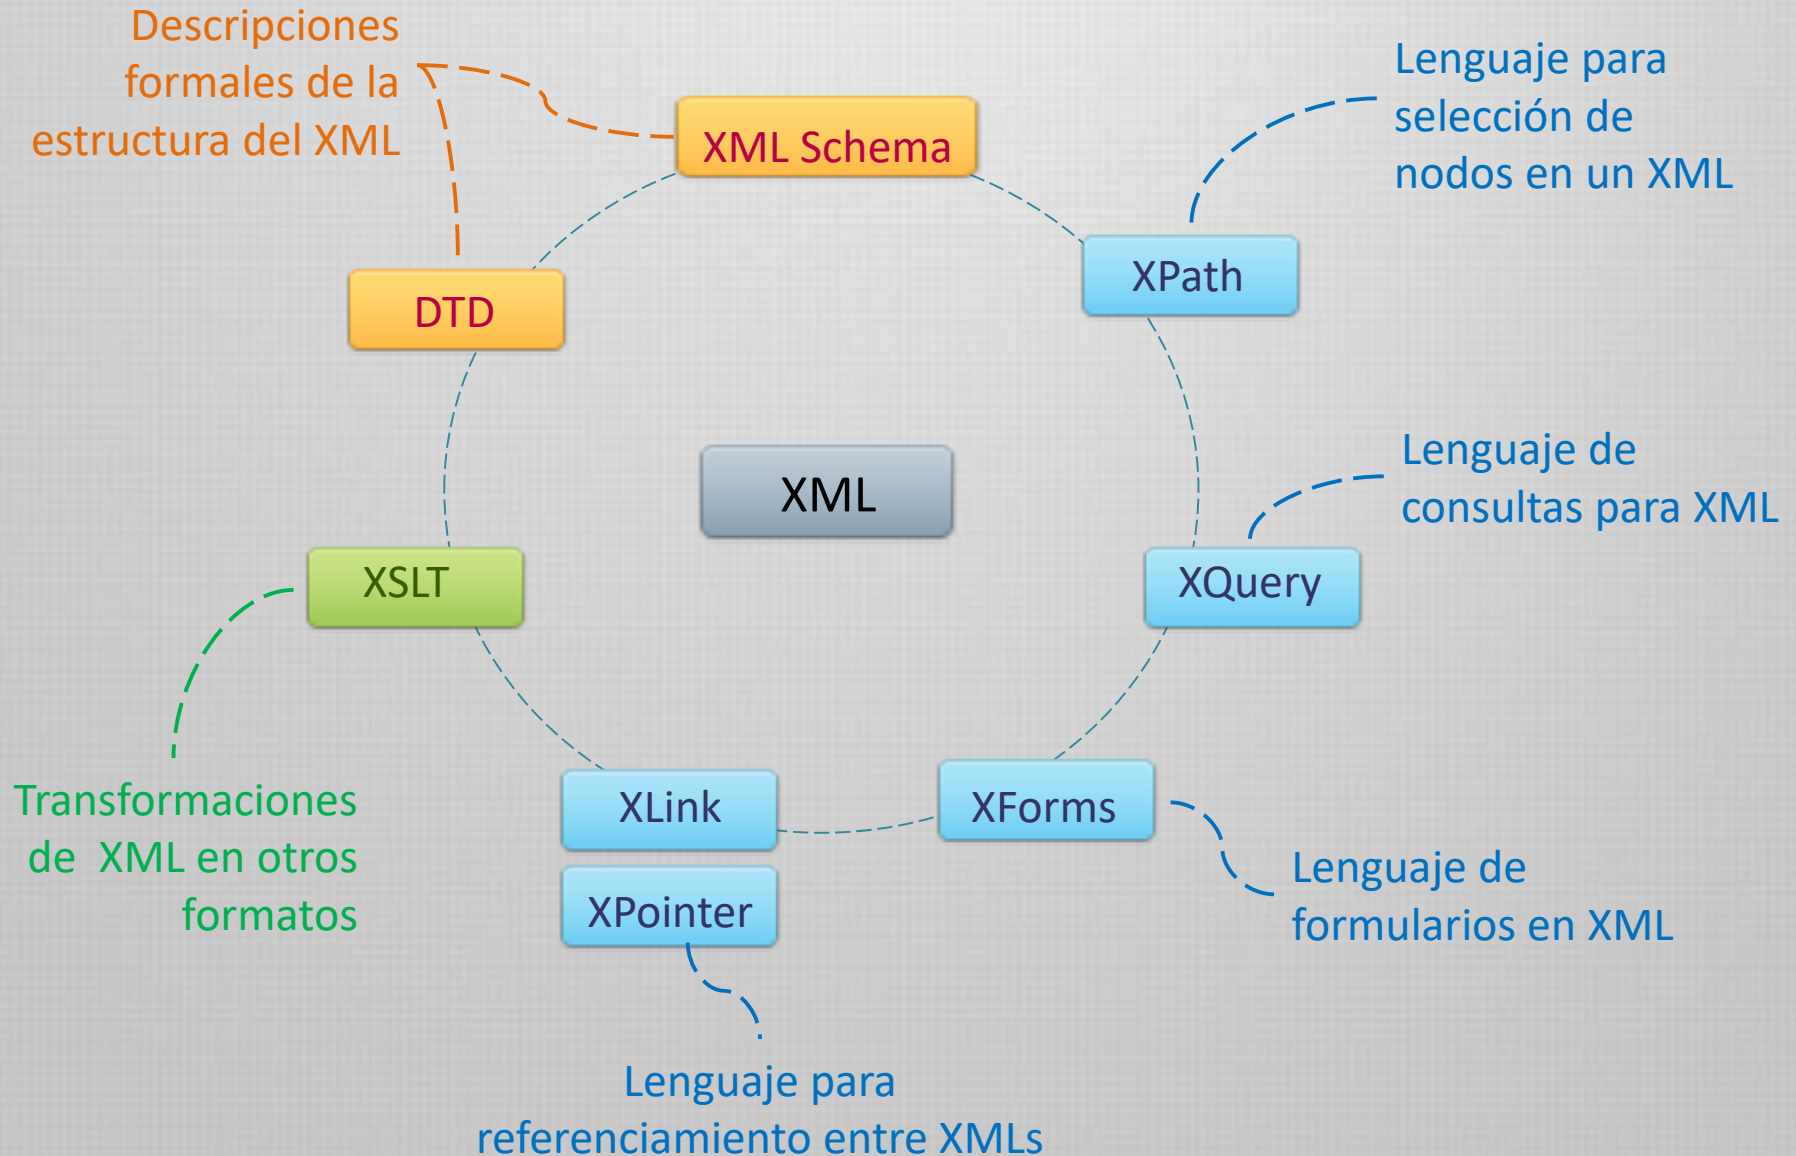 Descripciones
formales de la
estructura del XML
XML Schema
Lenguaje para
selección de
nodos en un XML
XPath
DTD
Lenguaje de
consultas para XML
XML
XSLT
XQuery
Transformaciones
de XML en otros
formatos
XLink
XForms
XPointer
Lenguaje de
formularios en XML
Lenguaje para
referenciamiento entre XMLs